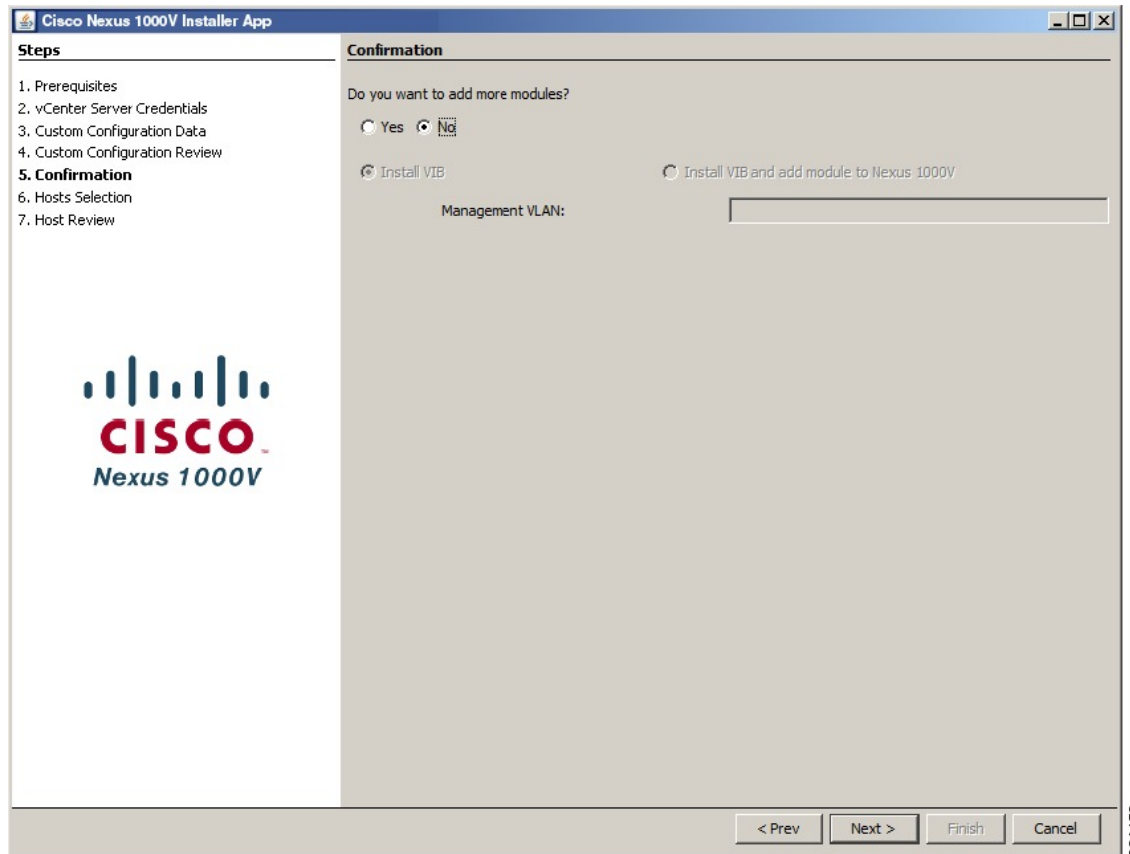 Cisco Nexus 1000V Installer App
Steps
1. Prerequisites
2. vCenter Server Credentials
3. Custom Configuration Data
4. Custom Configuration Review
5. Confirmation
6. Hosts Selection
7. Host Review
CISCO
Nexus 1000V
Confirmation
Do you want to add more modules?
Yes No
Install VIB Install VIB and add module to Nexus 1000V
Management VLAN:
< Prev Next > Finish Cancel